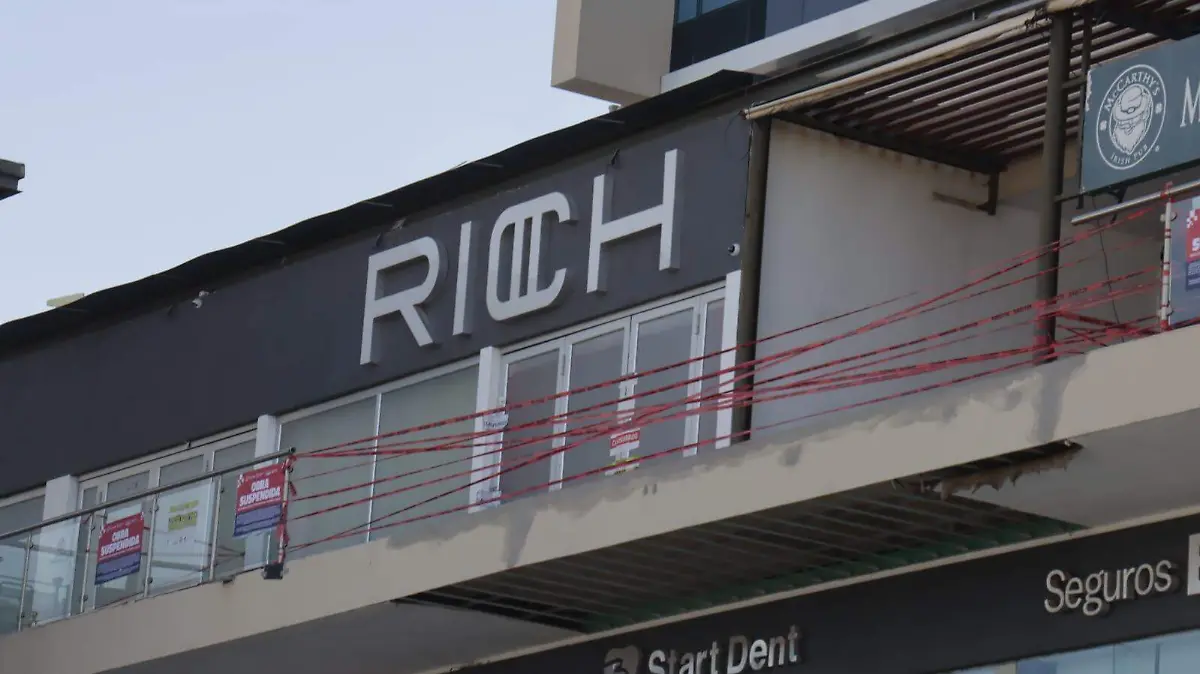 RICH
McCARTHY'S
IRISH PUB
M
OBRA
SUSPENDIDA
OBRA
SUSPENDIDA
Seguros
Start Dent